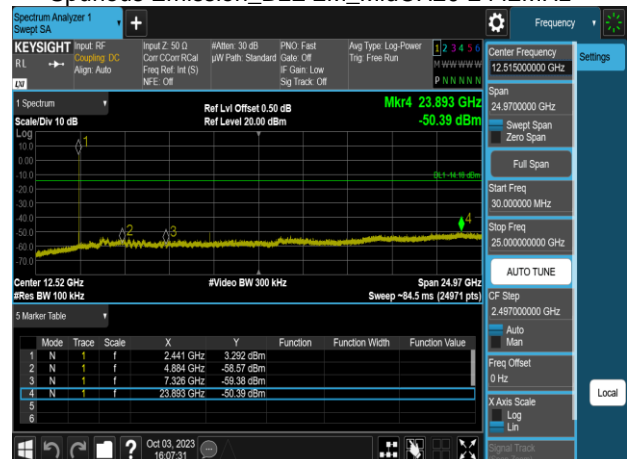 Spectrum Analyzer 1
Swept SA
+
Frequency
KEYSIGHT
RL
LXI
Input: RF
Coupling: DC
Align: Auto
Input Z: 50 Ω
Corr CCorr RCal
Freq Ref: Int (S)
NFE: Off
#Atten: 30 dB
µW Path: Standard
PNO: Fast
Gate: Off
IF Gain: Low
Sig Track: Off
Avg Type: Log-Power
Trig: Free Run
1 2 3 4 5 6
M W W W W W
P N N N N N
1 Spectrum
Scale/Div 10 dB
Log
Ref Lvl Offset 0.50 dB
Ref Level 20.00 dBm
Mkr4 23.893 GHz
-50.39 dBm
10.0
0.00
-10.0
-20.0
-30.0
-40.0
-50.0
-60.0
-70.0
1
2
3
4
Center 12.52 GHz
#Res BW 100 kHz
#Video BW 300 kHz
Span 24.97 GHz
Sweep ~84.5 ms (24971 pts)
5 Marker Table
Mode Trace Scale X Y Function Function Width Function Value
1 N 1 f 2.441 GHz 3.292 dBm
2 N 1 f 4.884 GHz -58.57 dBm
3 N 1 f 7.326 GHz -59.38 dBm
4 N 1 f 23.893 GHz -50.39 dBm
5
6
?
Oct 03, 2023
16:07:31
Center Frequency
12.515000000 GHz
Settings
Span
24.9700000 GHz
Swept Span
Zero Span
Full Span
Start Freq
30.000000 MHz
Stop Freq
25.000000000 GHz
AUTO TUNE
CF Step
2.497000000 GHz
Auto
Man
Freq Offset
0 Hz
X Axis Scale
Log
Lin
Local
Signal Track